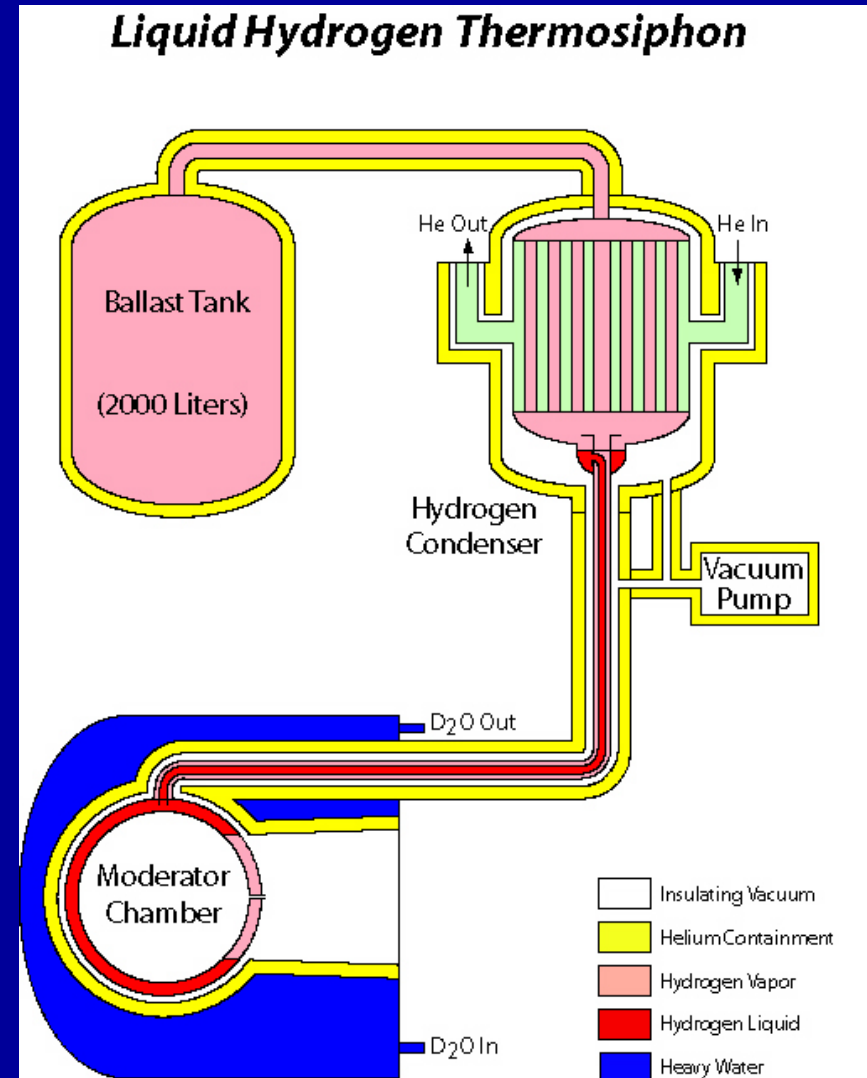 Liquid Hydrogen Thermosiphon
He Out
He In
Ballast Tank
(2000 Liters)
Hydrogen
Condenser
Vacuum
Pump
D2O Out
Moderator
Chamber
Insulating Vacuum
Helium Containment
Hydrogen Vapor
Hydrogen Liquid
D2O In
Heavy Water